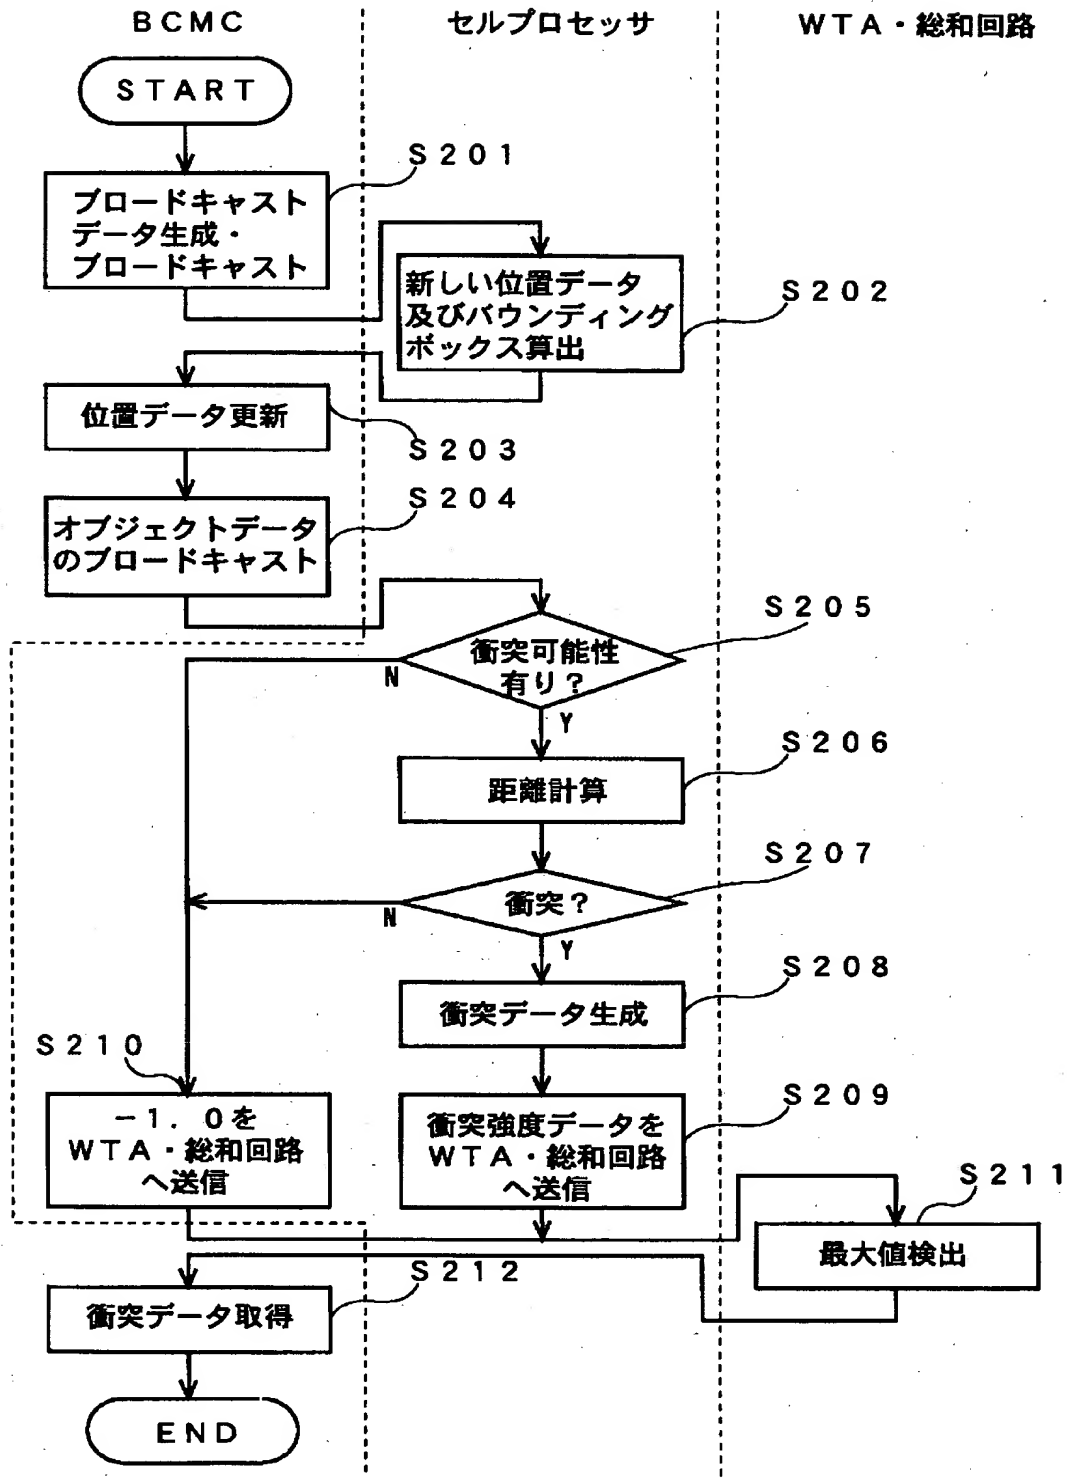 BCMC
セルプロセッサ
WTA・総和回路
START
S201
ブロードキャスト
データ生成・
ブロードキャスト
新しい位置データ
及びバウンディング
ボックス算出
S202
位置データ更新
S203
S204
オブジェクトデータ
のブロードキャスト
S205
衝突可能性
有り?
N
Y
S206
距離計算
S207
衝突?
N
Y
S208
衝突データ生成
S210
-1.0を
WTA・総和回路
へ送信
S209
衝突強度データを
WTA・総和回路
へ送信
S211
最大値検出
S212
衝突データ取得
END